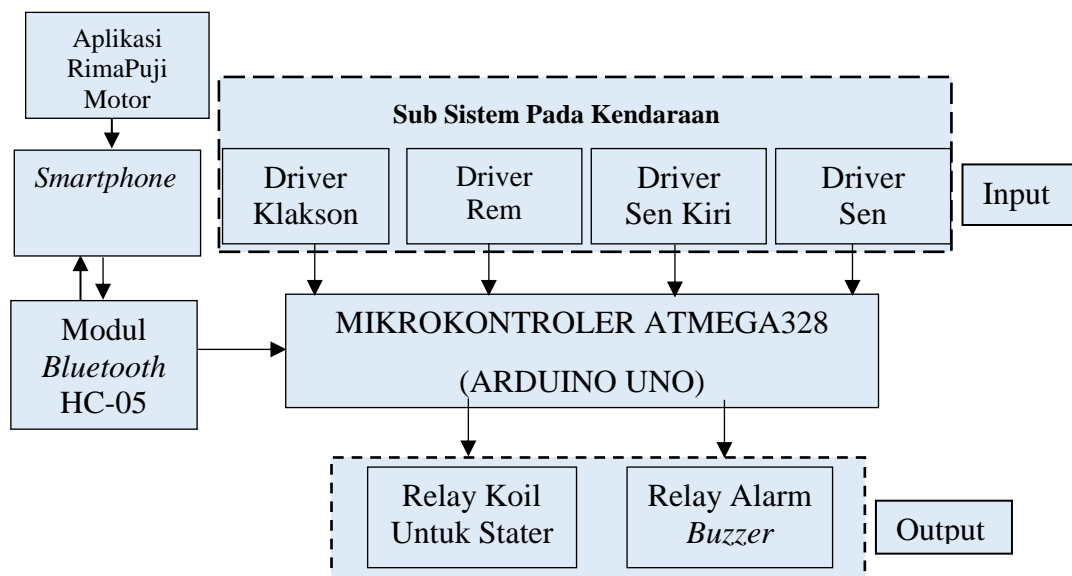 Aplikasi
RimaPuji
Motor
Sub Sistem Pada Kendaraan
Smartphone
Driver
Klakson
Driver
Rem
Driver
Sen Kiri
Driver
Sen
Input
Modul
Bluetooth
HC-05
MIKROKONTROLER ATMEGA328
(ARDUINO UNO)
Relay Koil
Untuk Stater
Relay Alarm
Buzzer
Output